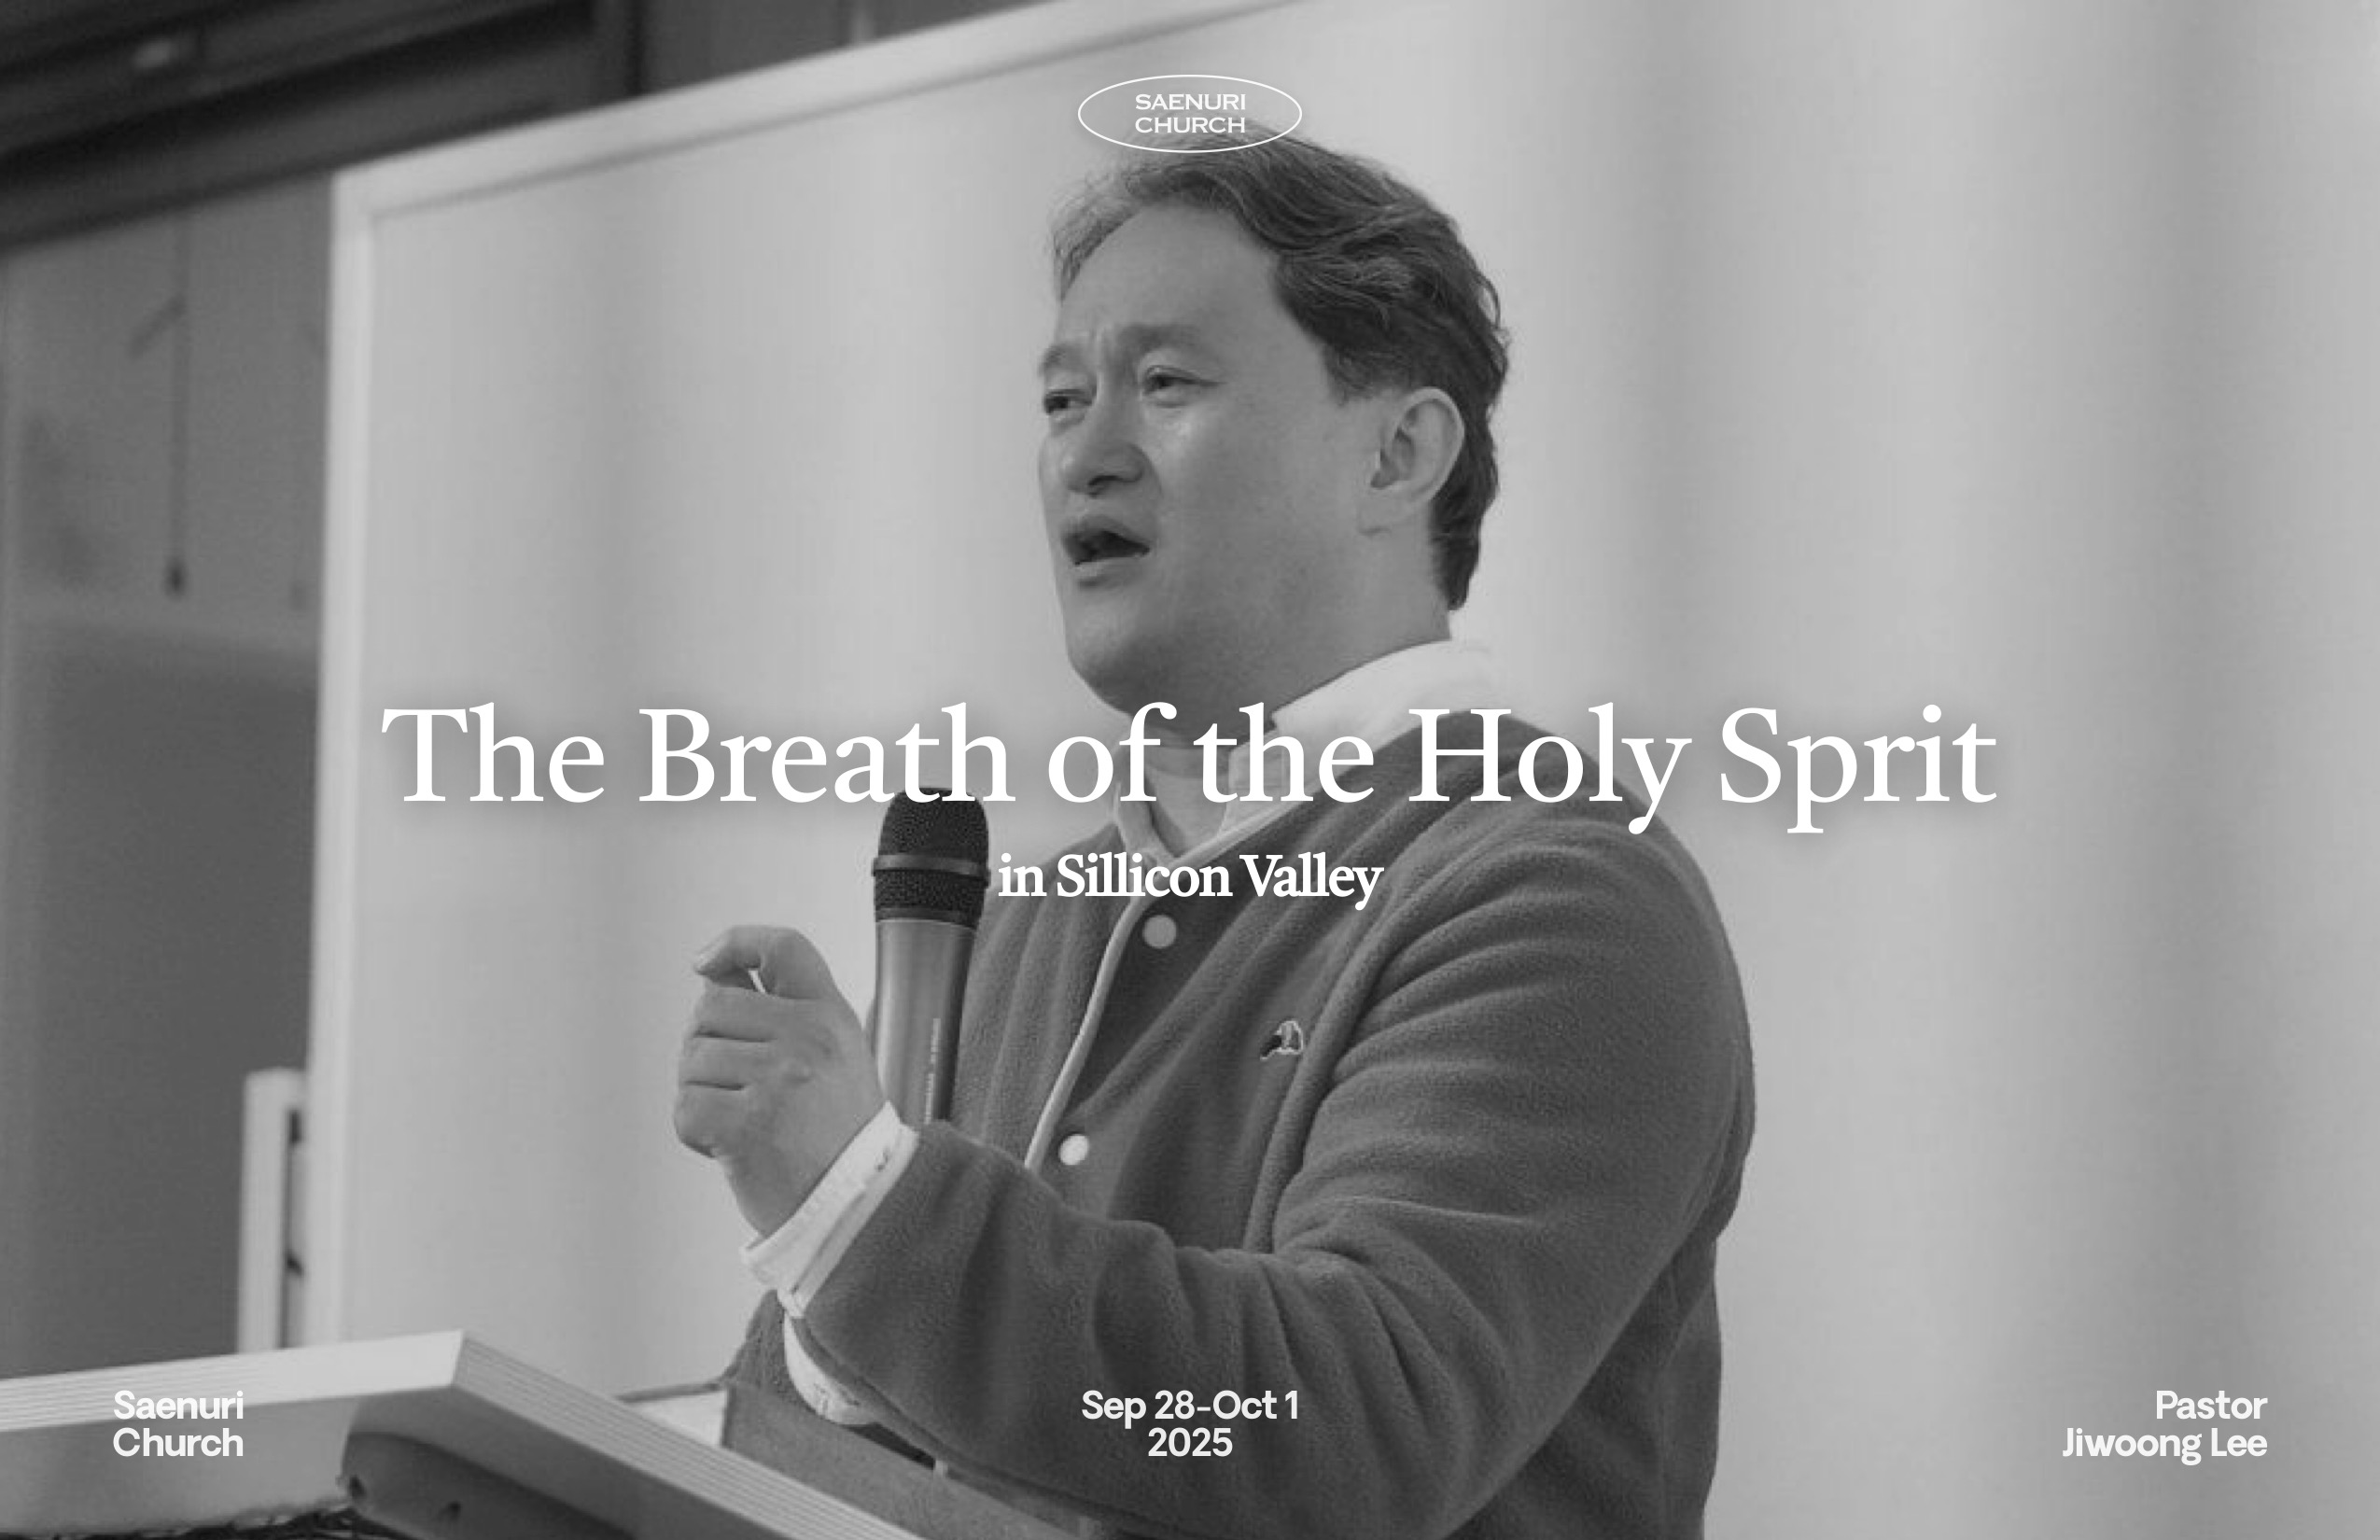 SAENURI
CHURCH
The Breath of the Holy Sprit
in Sillicon Valley
Saenuri
Church
Sep 28-Oct 1
2025
Pastor
Jiwoong Lee